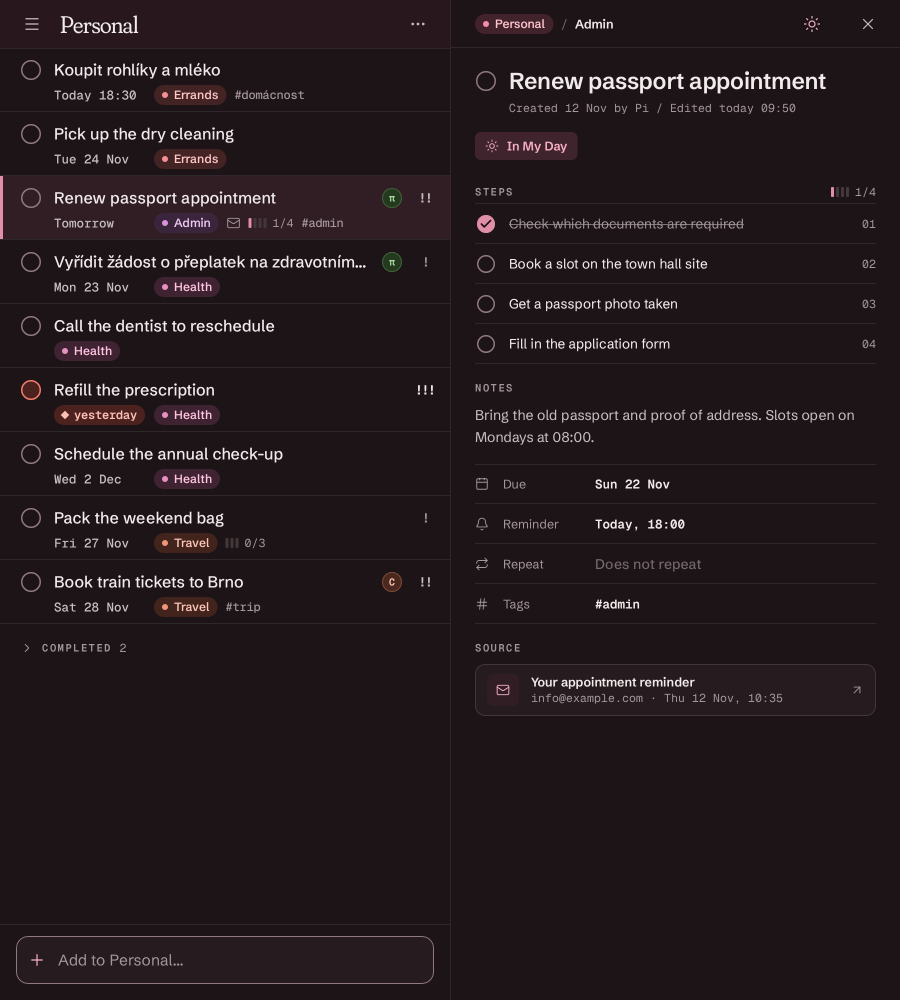 Personal
Koupit rohlíky a mléko
Today 18:30 Errands #domácnost
Pick up the dry cleaning
Tue 24 Nov Errands
Renew passport appointment π !!
Tomorrow Admin 1/4 #admin
Vyřídit žádost o přeplatek na zdravotním… π !
Mon 23 Nov Health
Call the dentist to reschedule
Health
Refill the prescription !!!
yesterday Health
Schedule the annual check-up
Wed 2 Dec Health
Pack the weekend bag !
Fri 27 Nov Travel 0/3
Book train tickets to Brno C !!
Sat 28 Nov Travel #trip
COMPLETED 2
Add to Personal…
Personal / Admin
Renew passport appointment
Created 12 Nov by Pi / Edited today 09:50
In My Day
STEPS 1/4
Check which documents are required 01
Book a slot on the town hall site 02
Get a passport photo taken 03
Fill in the application form 04
NOTES
Bring the old passport and proof of address. Slots open on
Mondays at 08:00.
Due Sun 22 Nov
Reminder Today, 18:00
Repeat Does not repeat
Tags #admin
SOURCE
Your appointment reminder
info@example.com · Thu 12 Nov, 10:35